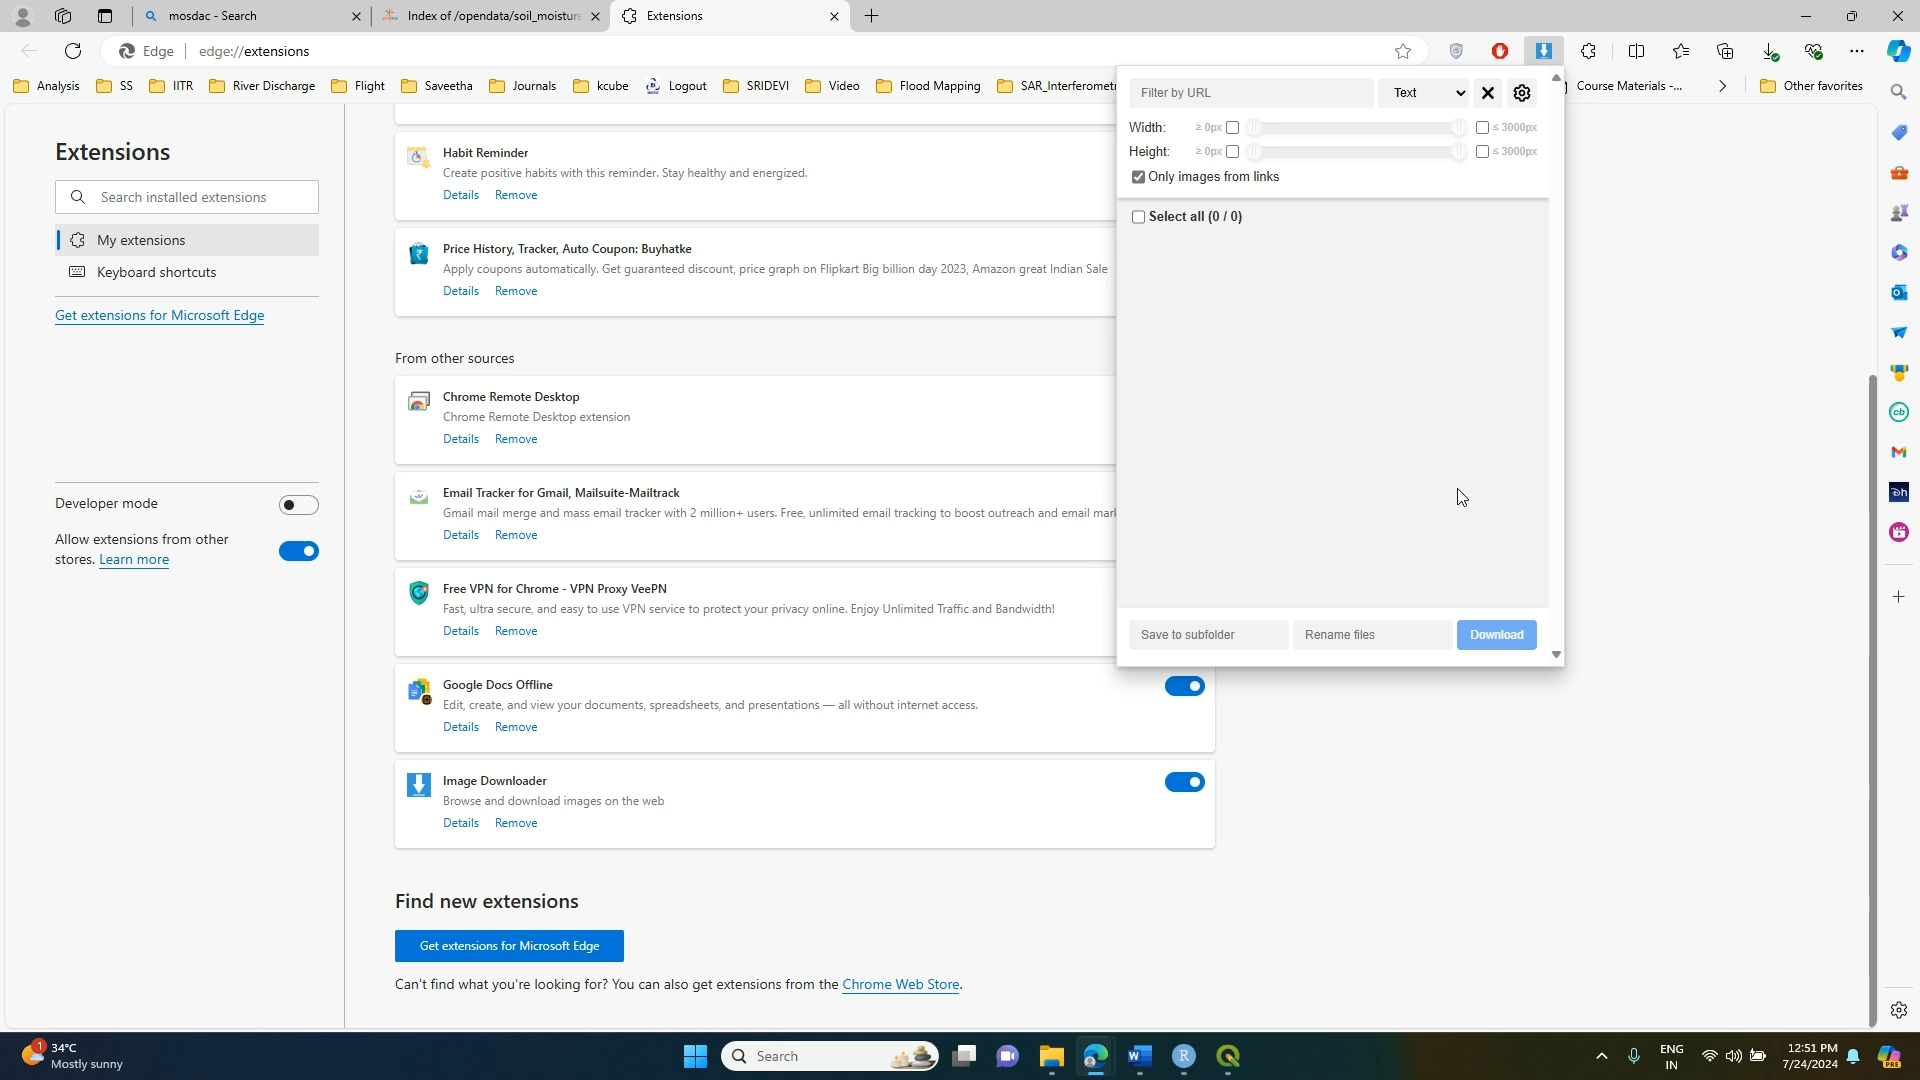 mosdac - Search
Index of /opendata/soil_moisture
Extensions
Edge
edge://extensions
Analysis
SS
IITR
River Discharge
Flight
Saveetha
Journals
kcube
Logout
SRIDEVI
Video
Flood Mapping
SAR_Interferomet
Course Materials -...
Other favorites
Extensions
Search installed extensions
My extensions
Keyboard shortcuts
Get extensions for Microsoft Edge
Developer mode
Allow extensions from other
stores. Learn more
Habit Reminder
Create positive habits with this reminder. Stay healthy and energized.
Details Remove
Price History, Tracker, Auto Coupon: Buyhatke
Apply coupons automatically. Get guaranteed discount, price graph on Flipkart Big billion day 2023, Amazon great Indian Sale
Details Remove
From other sources
Chrome Remote Desktop
Chrome Remote Desktop extension
Details Remove
Email Tracker for Gmail, Mailsuite-Mailtrack
Gmail mail merge and mass email tracker with 2 million+ users. Free, unlimited email tracking to boost outreach and email mar
Details Remove
Free VPN for Chrome - VPN Proxy VeePN
Fast, ultra secure, and easy to use VPN service to protect your privacy online. Enjoy Unlimited Traffic and Bandwidth!
Details Remove
Google Docs Offline
Edit, create, and view your documents, spreadsheets, and presentations — all without internet access.
Details Remove
Image Downloader
Browse and download images on the web
Details Remove
Find new extensions
Get extensions for Microsoft Edge
Can't find what you're looking for? You can also get extensions from the Chrome Web Store.
Filter by URL
Text
Width: ≥ 0px ≤ 3000px
Height: ≥ 0px ≤ 3000px
Only images from links
Select all (0 / 0)
Save to subfolder
Rename files
Download
1
34°C
Mostly sunny
Search
ENG
IN
12:51 PM
7/24/2024